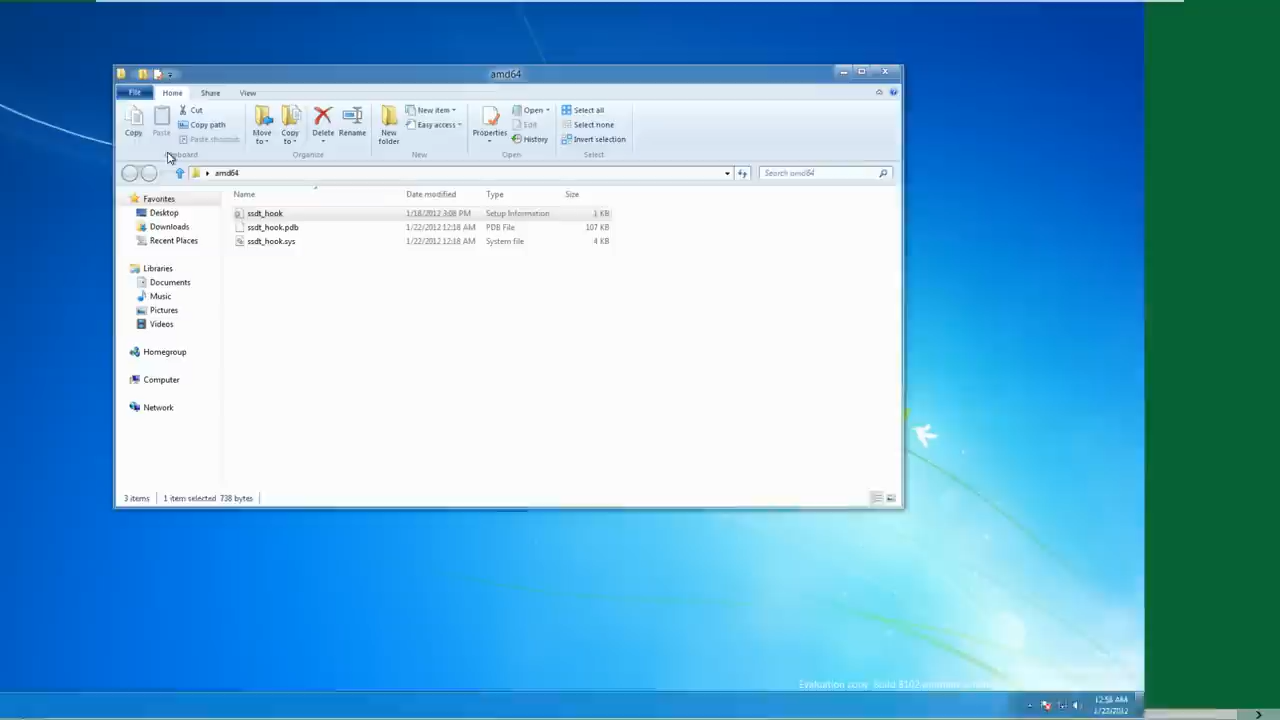 amd64
File Home Share View
Copy
Paste
Cut
Copy path
Paste shortcut
Move to
Copy to
Delete
Rename
New folder
New item
Easy access
Properties
Open
Edit
History
Select all
Select none
Invert selection
Organize New Open Select
amd64 Search amd64
Name Date modified Type Size
ssdt_hook 1/18/2012 3:08 PM Setup Information 1 KB
ssdt_hook.pdb 1/22/2012 12:18 AM PDB File 107 KB
ssdt_hook.sys 1/22/2012 12:18 AM System file 4 KB
Favorites
Desktop
Downloads
Recent Places
Libraries
Documents
Music
Pictures
Videos
Homegroup
Computer
Network
3 items 1 item selected 738 bytes
Evaluation copy. Build 8102
12:58 AM